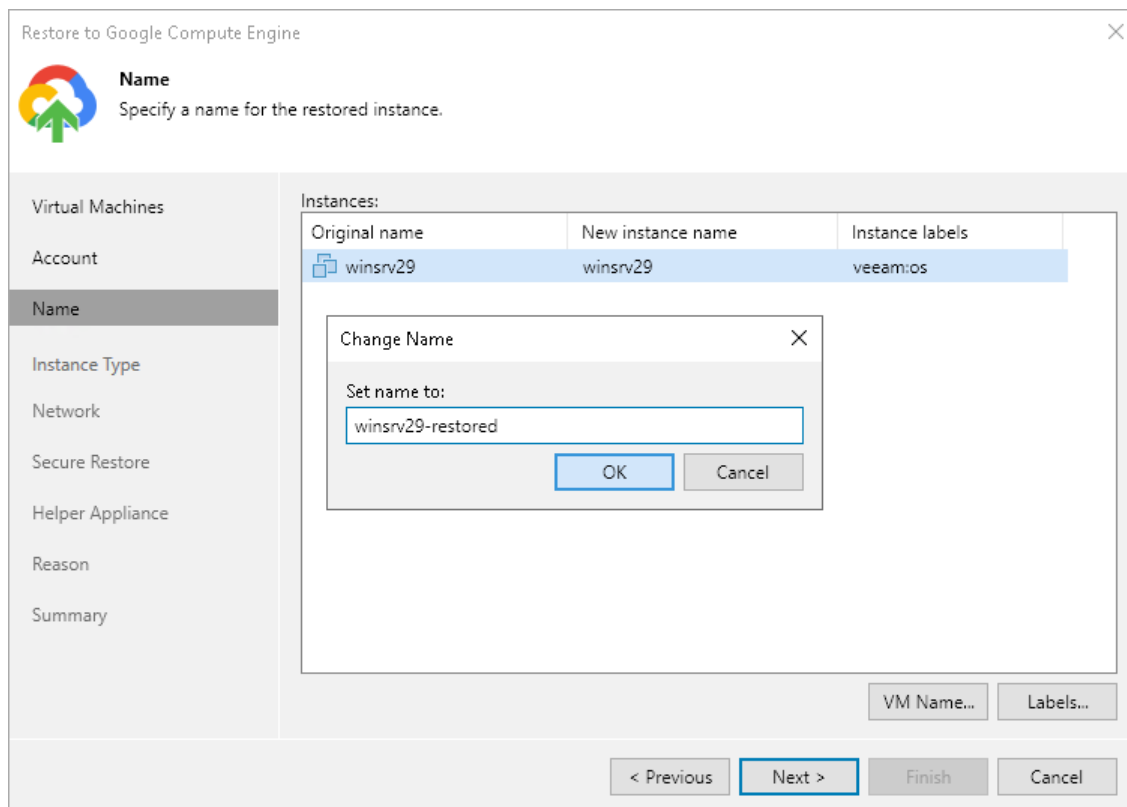 Restore to Google Compute Engine
Name
Specify a name for the restored instance.
Virtual Machines
Account
Name
Instance Type
Network
Secure Restore
Helper Appliance
Reason
Summary
Instances:
Original name New instance name Instance labels
winsrv29 winsrv29 veeam:os
Change Name
Set name to:
winsrv29-restored
OK Cancel
VM Name... Labels...
< Previous Next > Finish Cancel